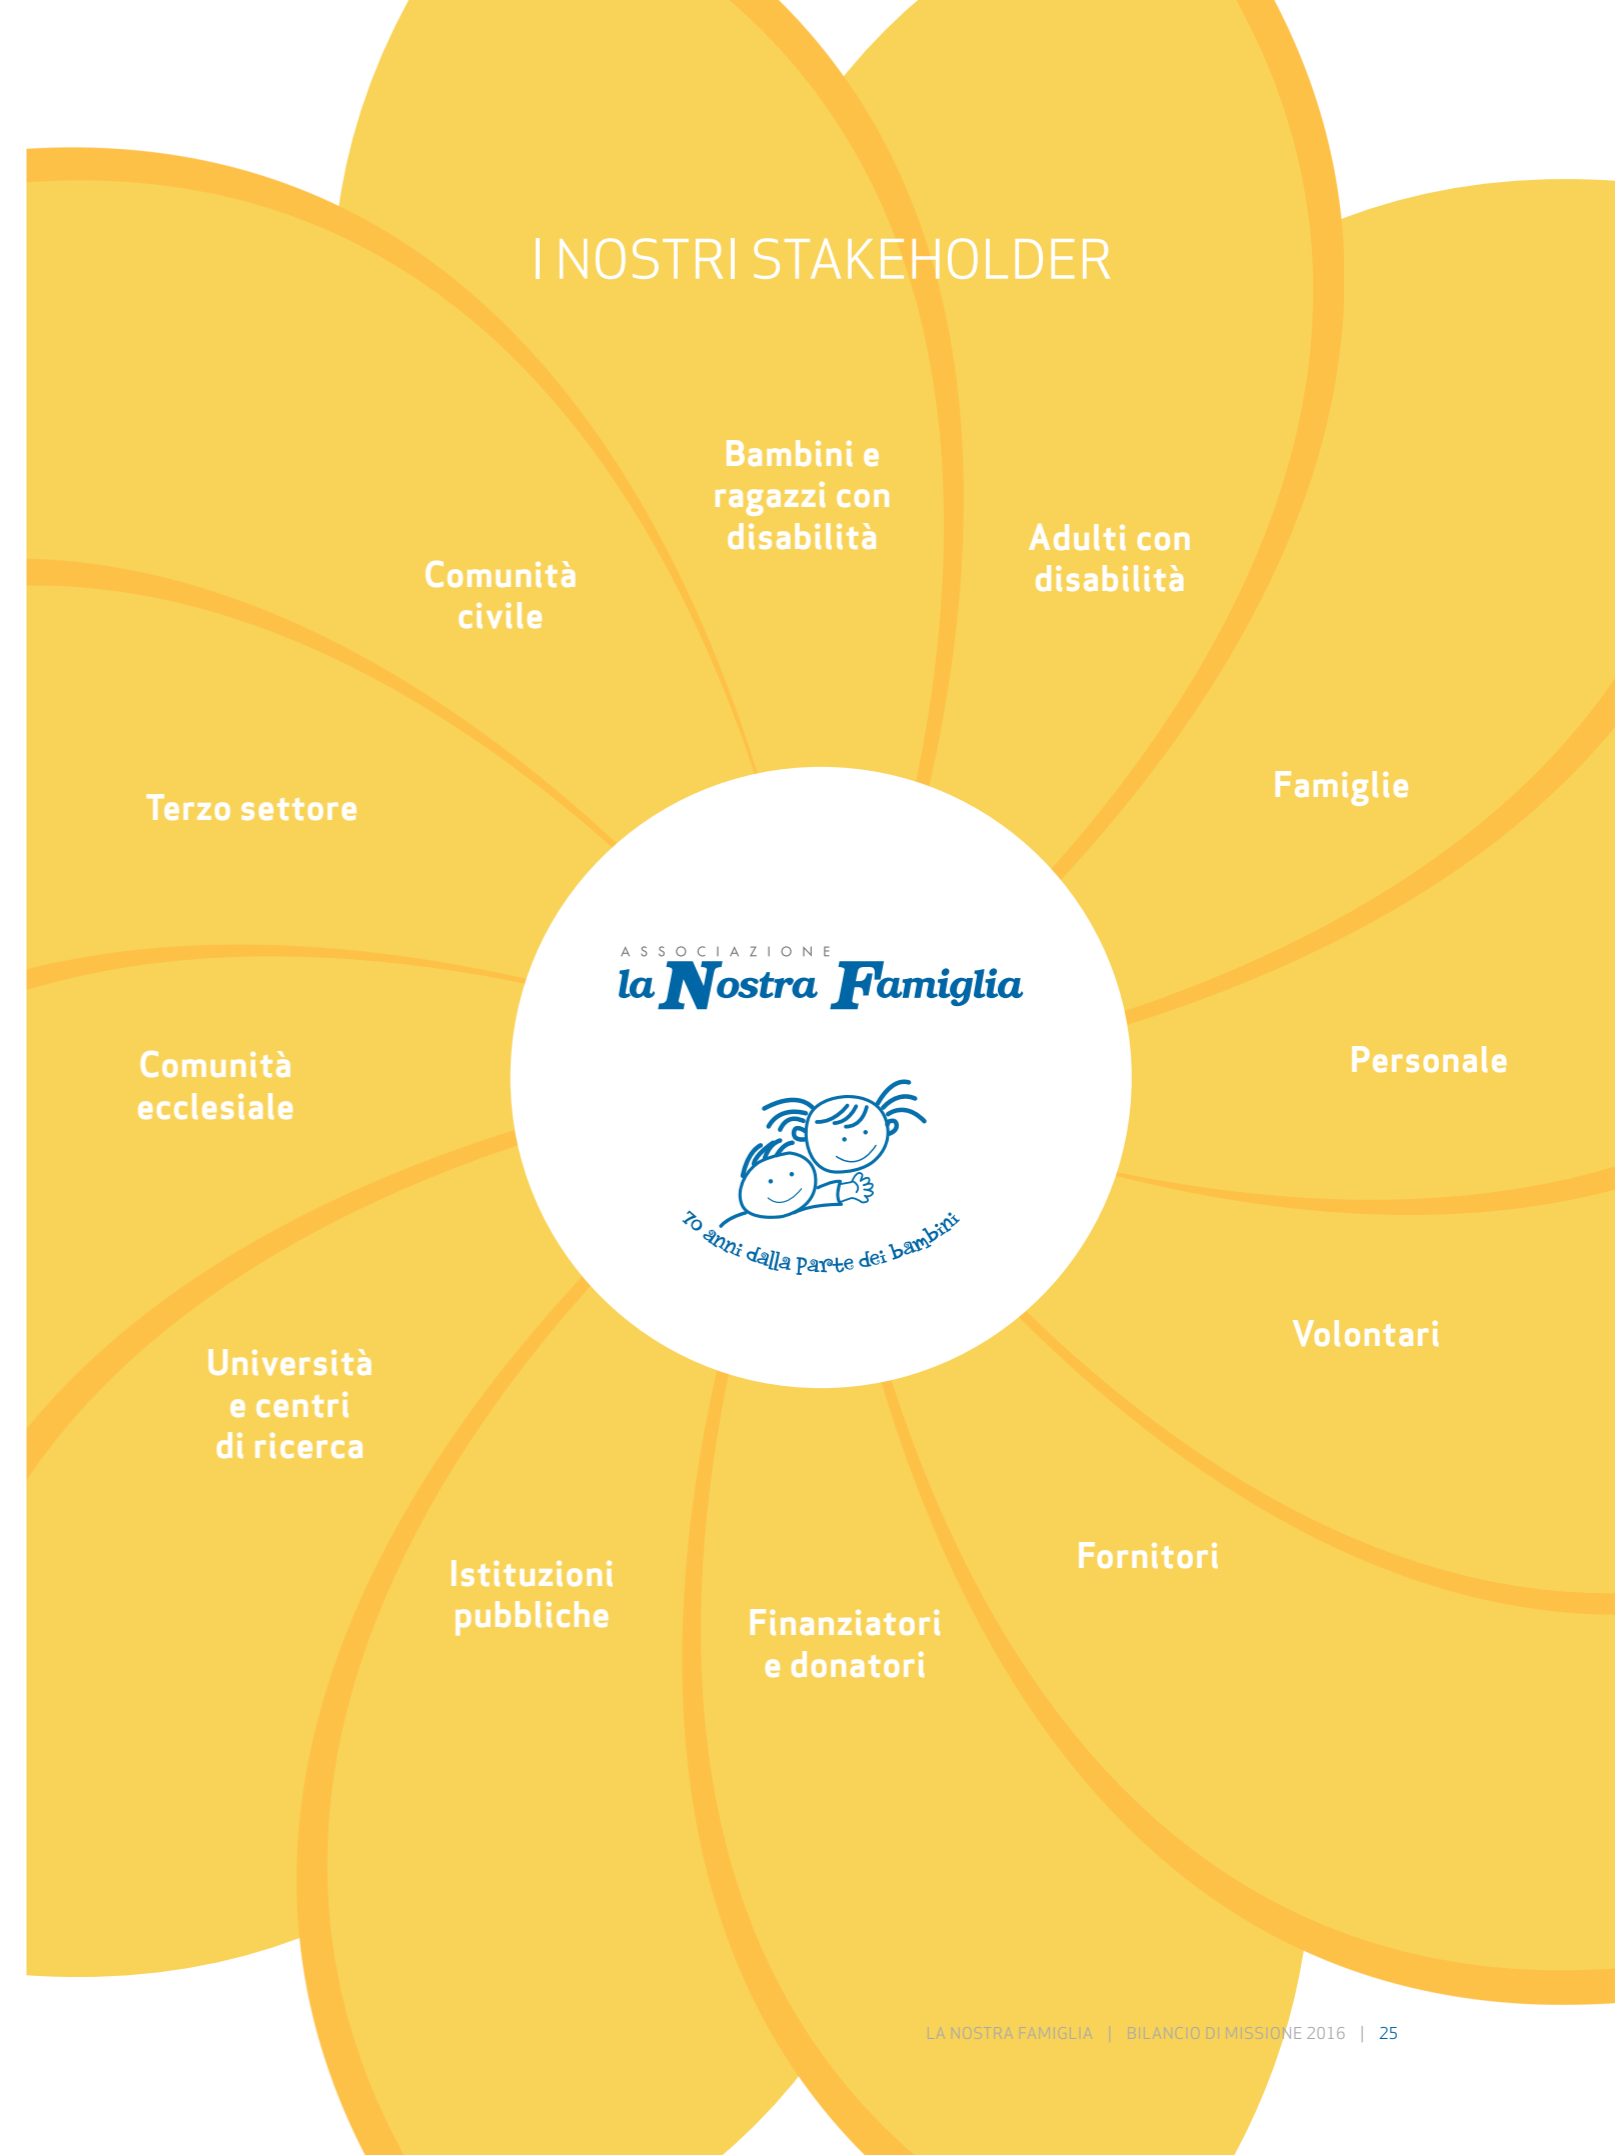 I NOSTRI STAKEHOLDER
Bambini e
ragazzi con
disabilità
Adulti con
disabilità
Famiglie
Personale
Volontari
Fornitori
Finanziatori
e donatori
Istituzioni
pubbliche
Università
e centri
di ricerca
Comunità
ecclesiale
Terzo settore
Comunità
civile
ASSOCIAZIONE
la Nostra Famiglia
70 anni dalla parte dei bambini
LA NOSTRA FAMIGLIA | BILANCIO DI MISSIONE 2016 | 25